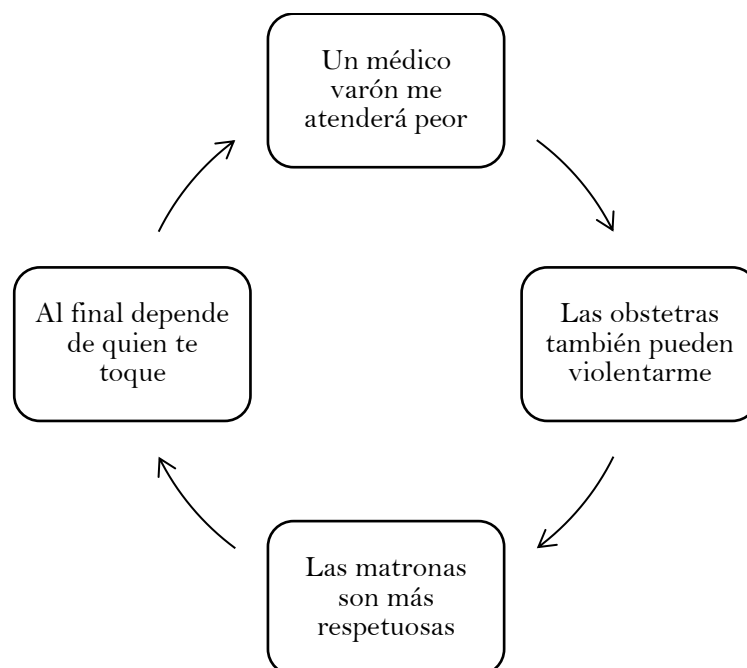 Un médico
varón me
atenderá peor
Las obstetras
también pueden
violentarme
Las matronas
son más
respetuosas
Al final depende
de quien te
toque